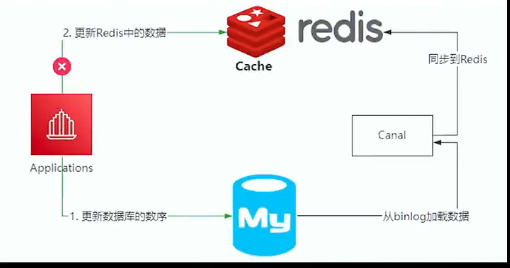 2. 更新Redis中的数据
redis
Cache
同步到Redis
Canal
Applications
1. 更新数据库的数序
My
从binlog加载数据